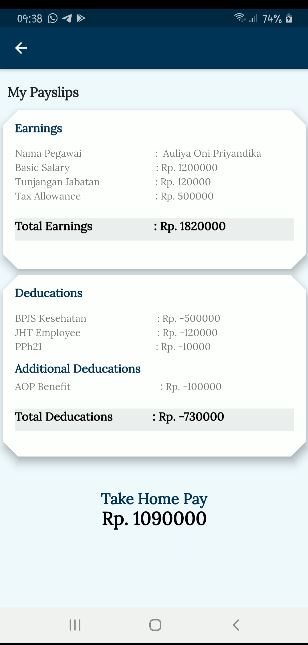 09:38 74%
My Payslips
Earnings
Nama Pegawai : Auliya Oni Priyandika
Basic Salary : Rp. 1200000
Tunjangan Jabatan : Rp. 120000
Tax Allowance : Rp. 500000
Total Earnings : Rp. 1820000
Deducations
BPJS Kesehatan : Rp. -500000
JHT Employee : Rp. -120000
PPh21 : Rp. -10000
Additional Deducations
AOP Benefit : Rp. -100000
Total Deducations : Rp. -730000
Take Home Pay
Rp. 1090000